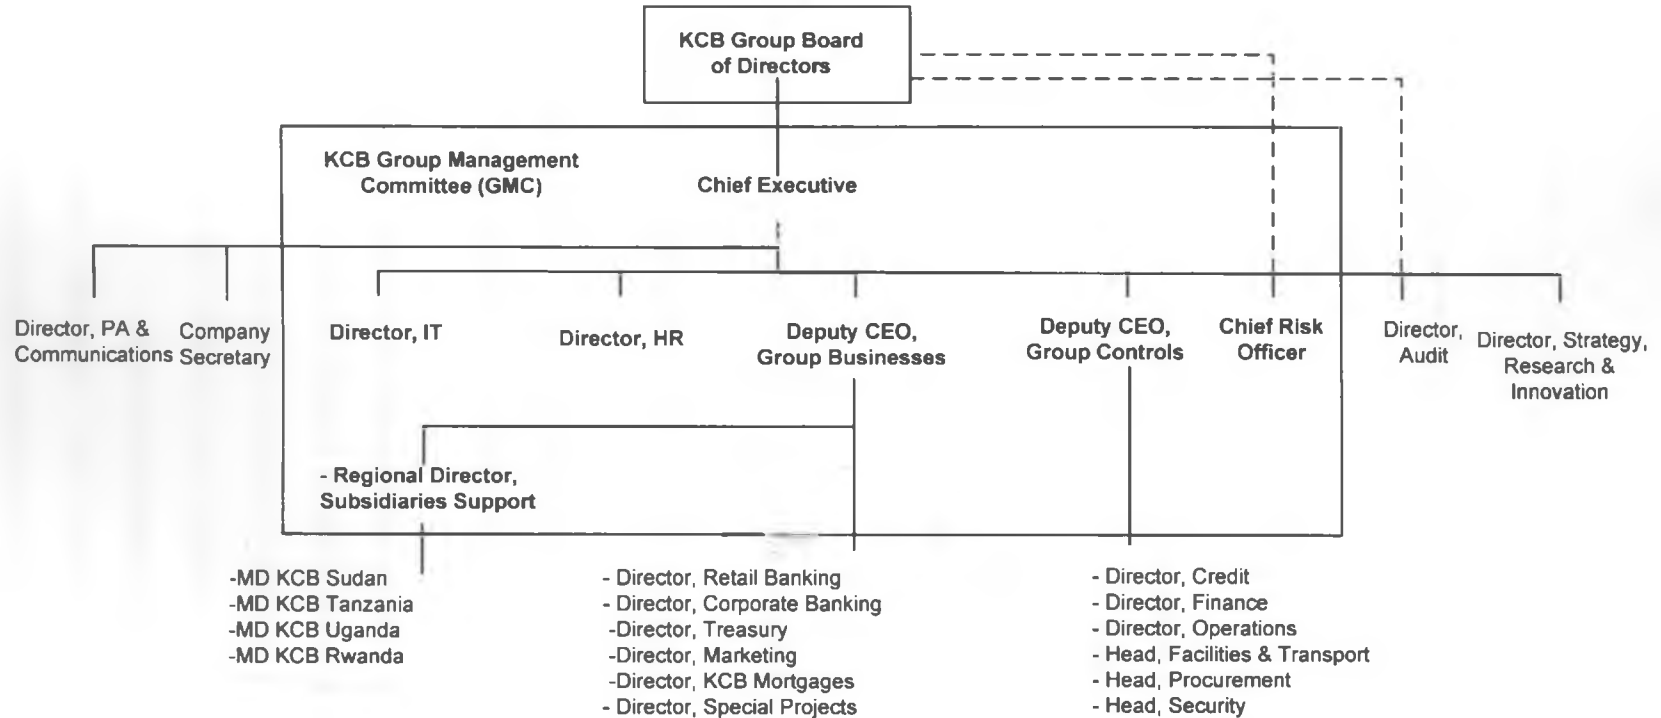 KCB Group Board
of Directors
KCB Group Management
Committee (GMC)
Chief Executive
Director, PA &
Communications
Company
Secretary
Director, IT
Director, HR
Deputy CEO,
Group Businesses
Deputy CEO,
Group Controls
Chief Risk
Officer
Director,
Audit
Director, Strategy,
Research &
Innovation
- Regional Director,
Subsidiaries Support
-MD KCB Sudan
-MD KCB Tanzania
-MD KCB Uganda
-MD KCB Rwanda
- Director, Retail Banking
- Director, Corporate Banking
-Director, Treasury
-Director, Marketing
-Director, KCB Mortgages
- Director, Special Projects
- Director, Credit
- Director, Finance
- Director, Operations
- Head, Facilities & Transport
- Head, Procurement
- Head, Security